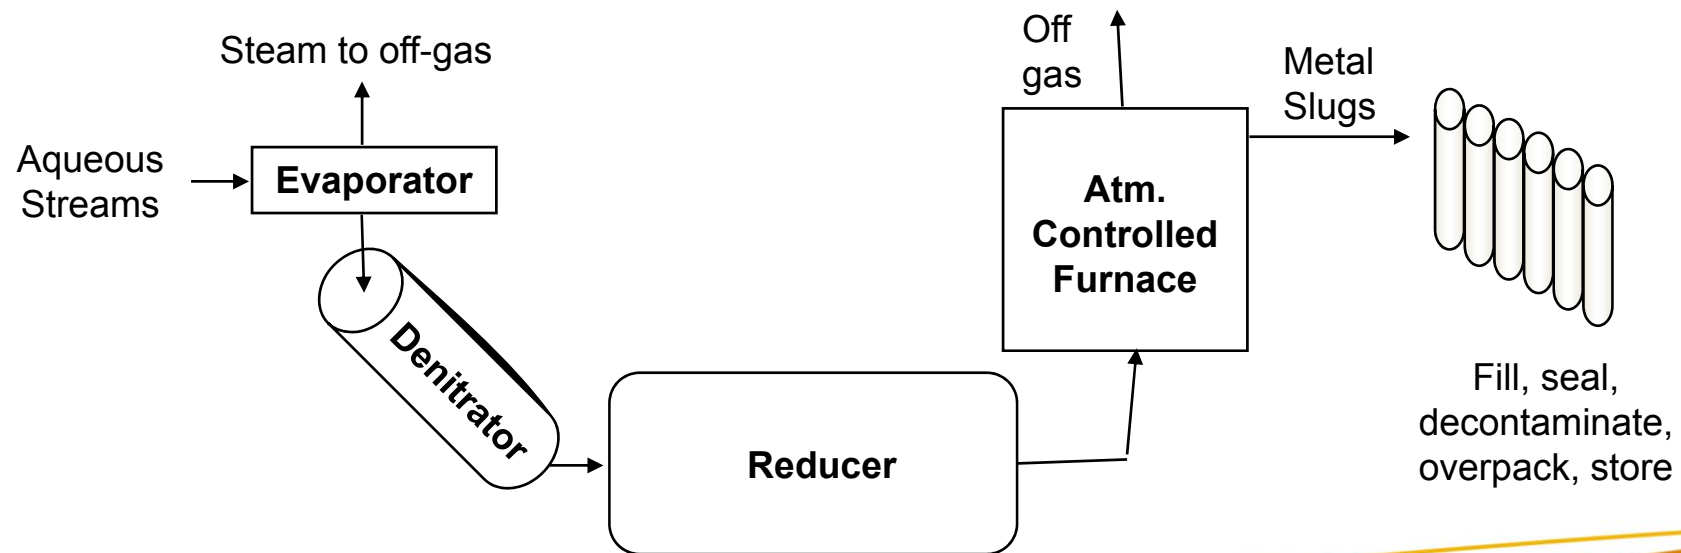 Steam to off-gas
Aqueous
Streams
Evaporator
Denitrator
Reducer
Off
gas
Atm.
Controlled
Furnace
Metal
Slugs
Fill, seal,
decontaminate,
overpack, store